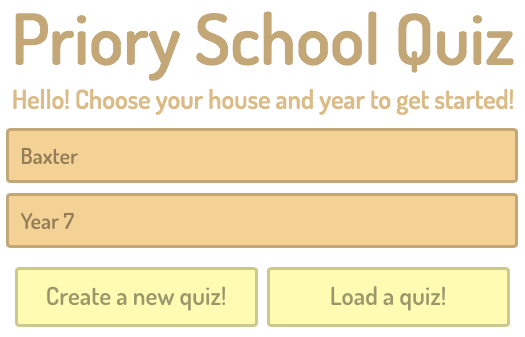 Priory School Quiz
Hello! Choose your house and year to get started!
Baxter
Year 7
Create a new quiz! Load a quiz!